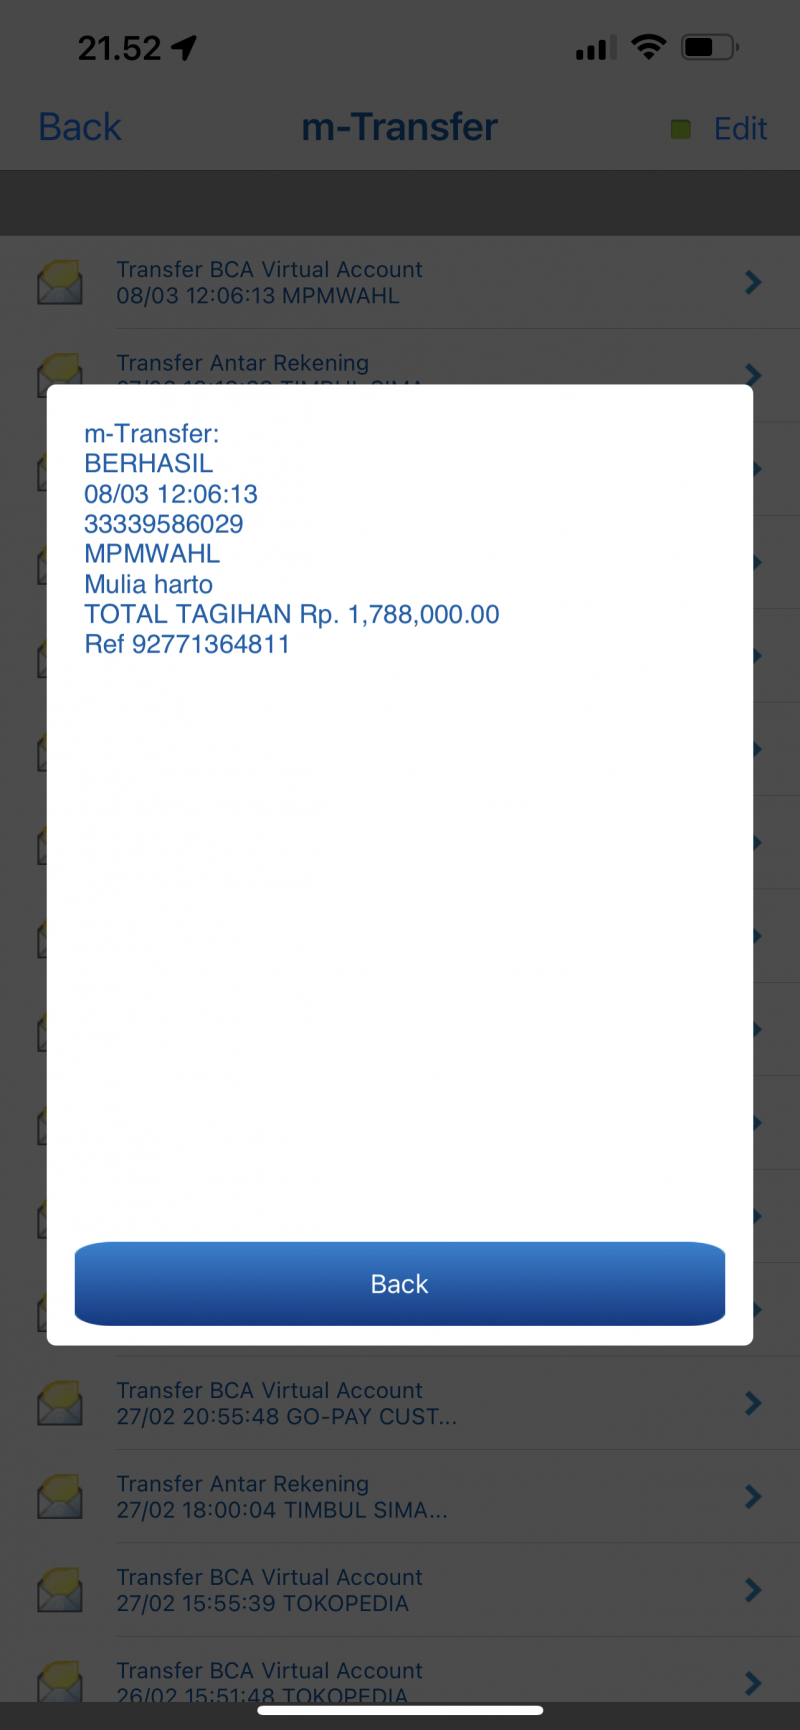 21.52
Back m-Transfer Edit
Transfer BCA Virtual Account
08/03 12:06:13 MPMWAHL
Transfer Antar Rekening
m-Transfer:
BERHASIL
08/03 12:06:13
33339586029
MPMWAHL
Mulia harto
TOTAL TAGIHAN Rp. 1,788,000.00
Ref 92771364811
Back
Transfer BCA Virtual Account
27/02 20:55:48 GO-PAY CUST...
Transfer Antar Rekening
27/02 18:00:04 TIMBUL SIMA...
Transfer BCA Virtual Account
27/02 15:55:39 TOKOPEDIA
Transfer BCA Virtual Account
26/02 15:51:48 TOKOPEDIA